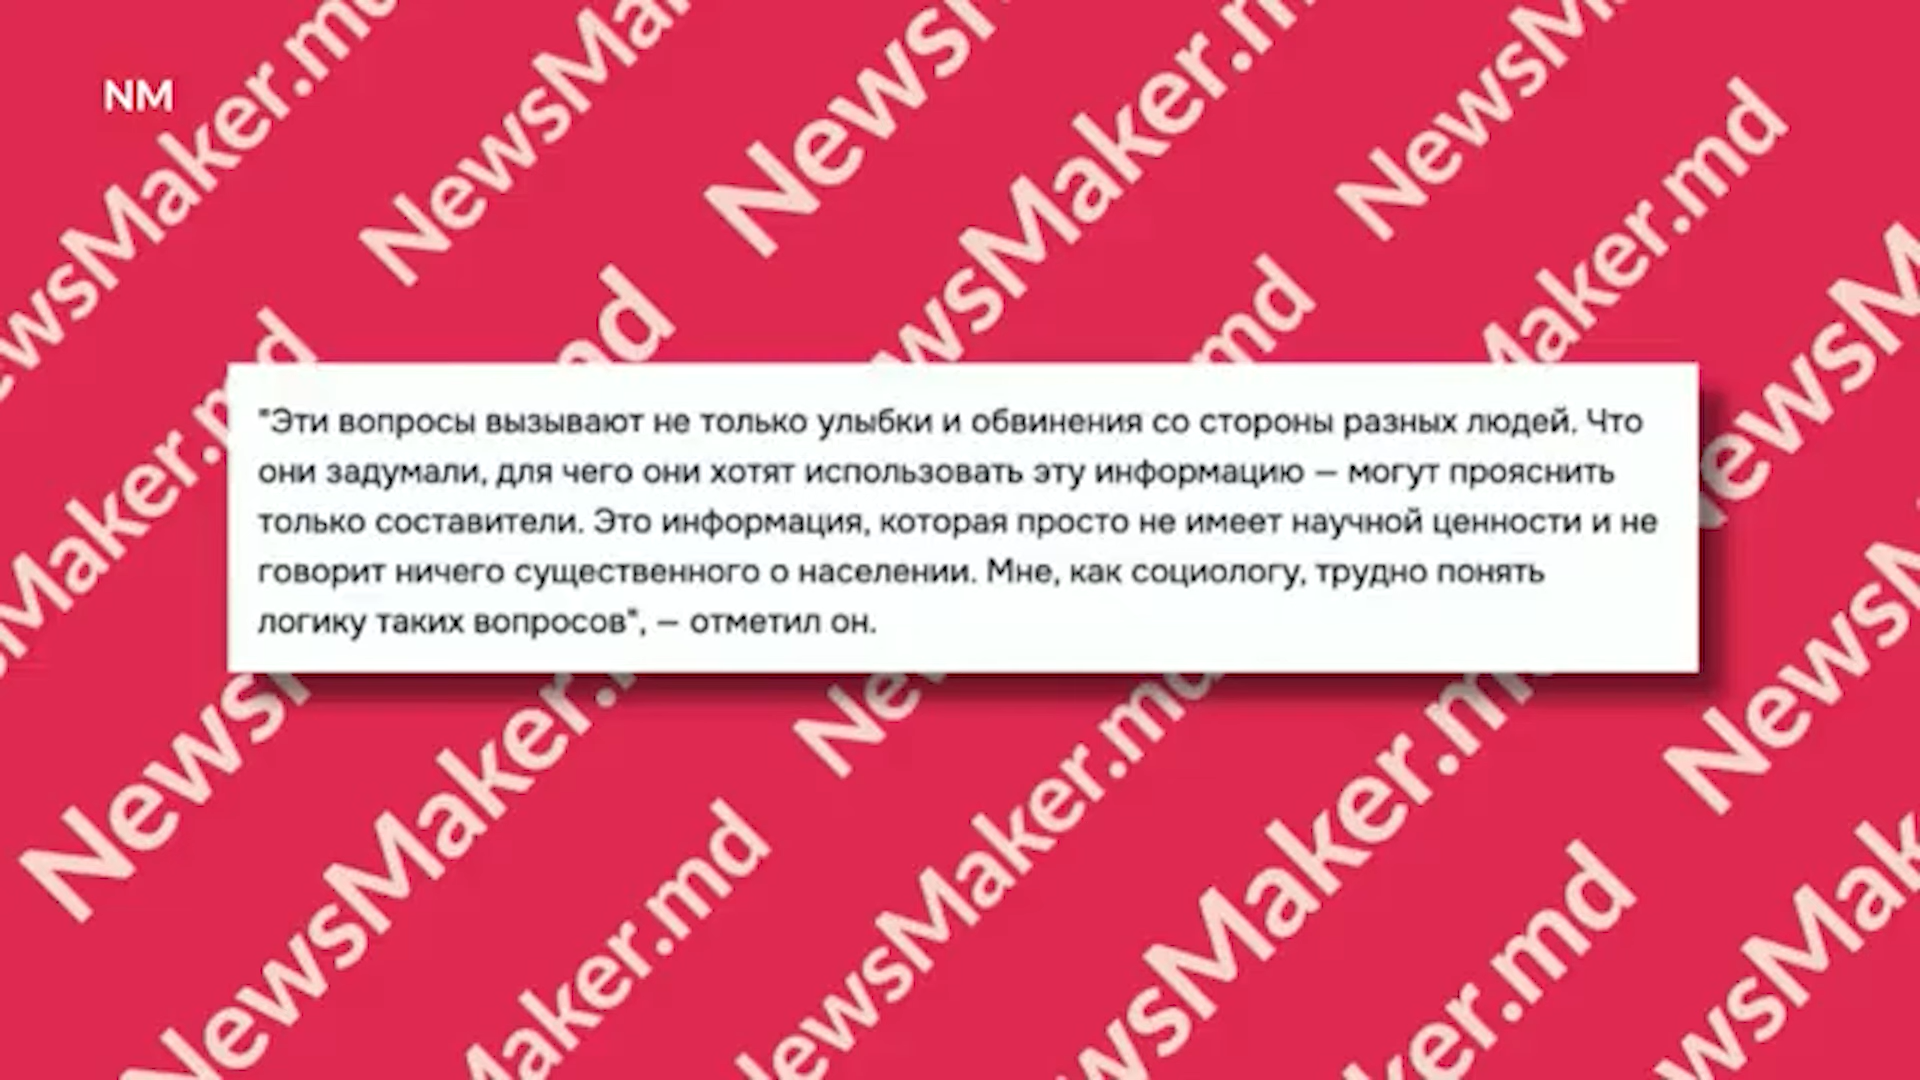 NM
"Эти вопросы вызывают не только улыбки и обвинения со стороны разных людей. Что
они задумали, для чего они хотят использовать эту информацию — могут прояснить
только составители. Это информация, которая просто не имеет научной ценности и не
говорит ничего существенного о населении. Мне, как социологу, трудно понять
логику таких вопросов", — отметил он.
NewsMaker.md